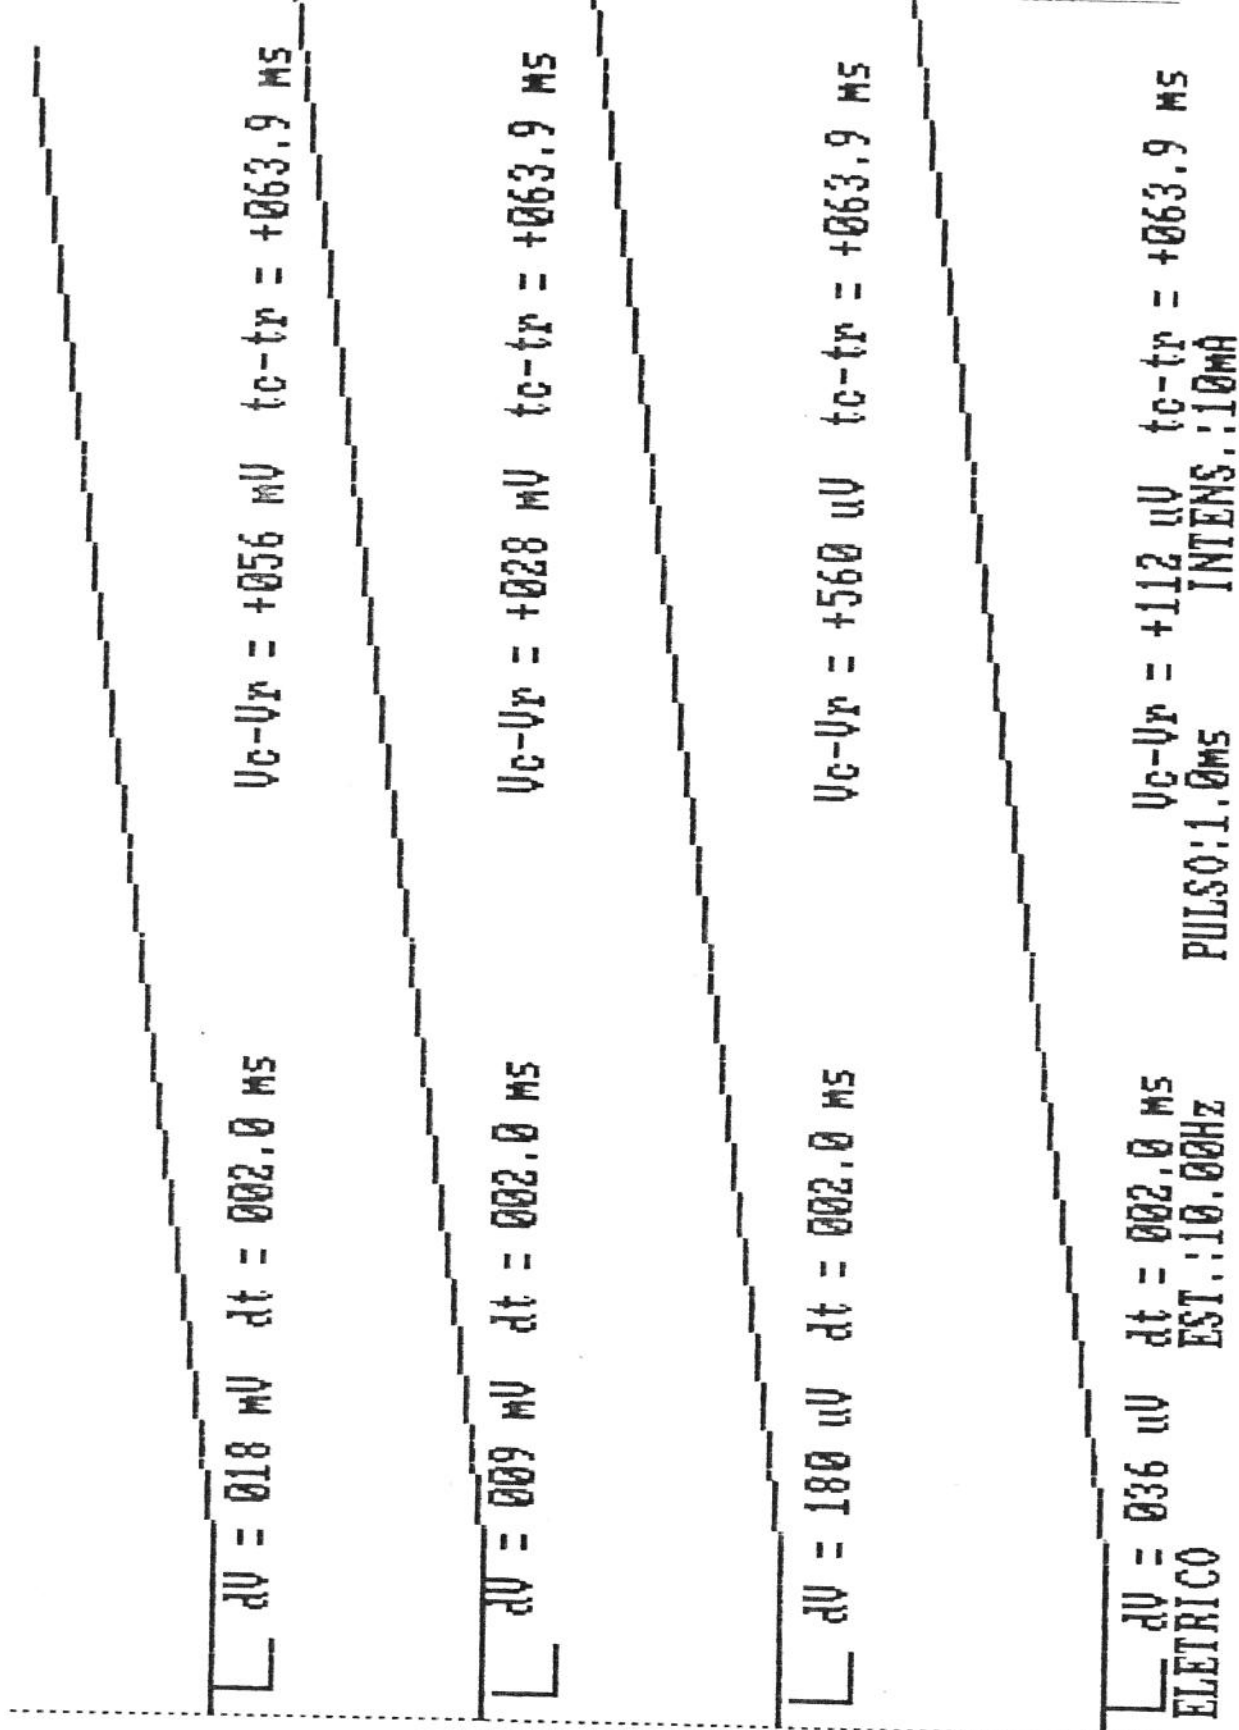 dV = 018 mV dt = 002.0 ms Vc-Vr = +056 mV tc-tr = +063.9 ms
dV = 009 mV dt = 002.0 ms Vc-Vr = +028 mV tc-tr = +063.9 ms
dV = 180 uV dt = 002.0 ms Vc-Vr = +560 uV tc-tr = +063.9 ms
dV = 036 uV dt = 002.0 ms Vc-Vr = +112 uV tc-tr = +063.9 ms
ELETRICO EST.:10.00Hz PULSO:1.0ms INTENS.:10mA